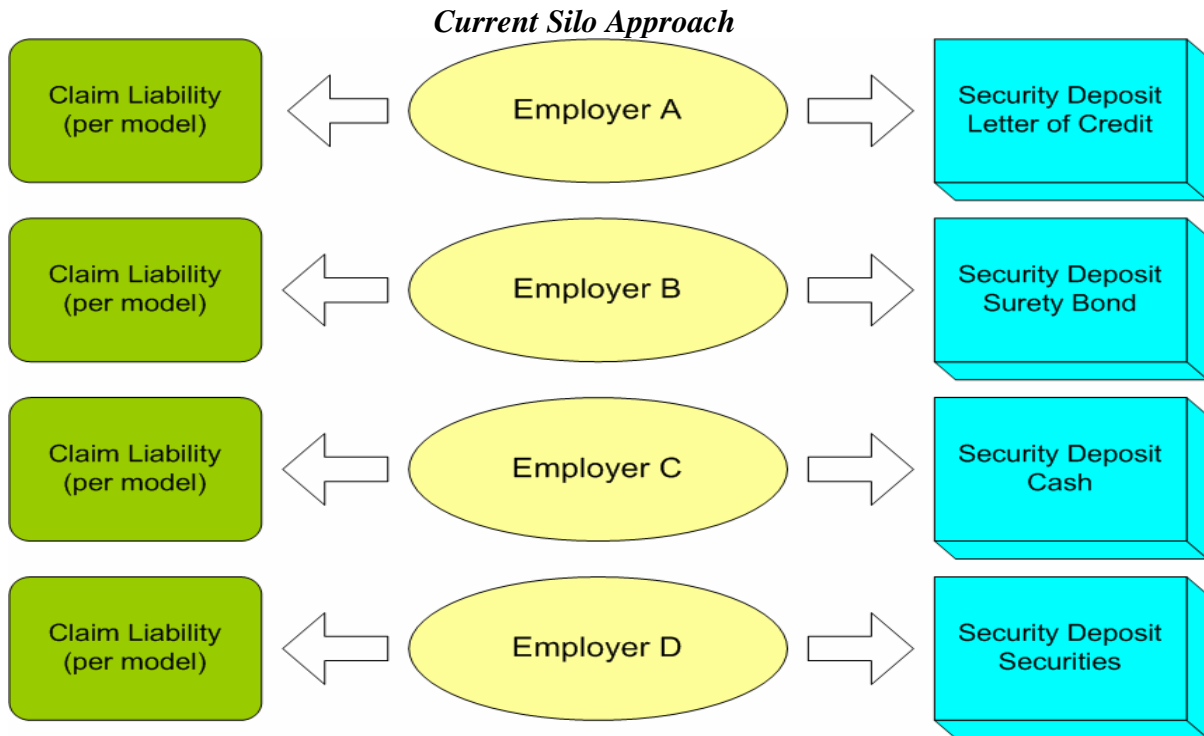 Current Silo Approach
Claim Liability
(per model)
Employer A
Security Deposit
Letter of Credit
Claim Liability
(per model)
Employer B
Security Deposit
Surety Bond
Claim Liability
(per model)
Employer C
Security Deposit
Cash
Claim Liability
(per model)
Employer D
Security Deposit
Securities